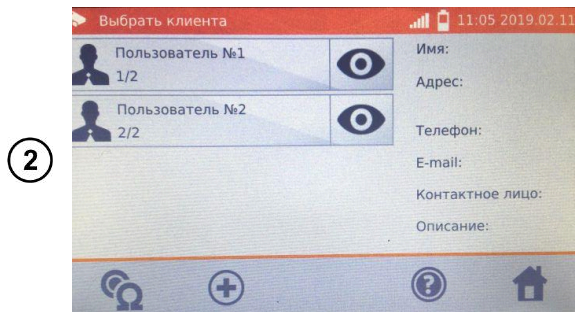 Выбрать клиента
11:05 2019.02.11
Пользователь №1
1/2
Пользователь №2
2/2
Имя:
Адрес:
Телефон:
E-mail:
Контактное лицо:
Описание:
2